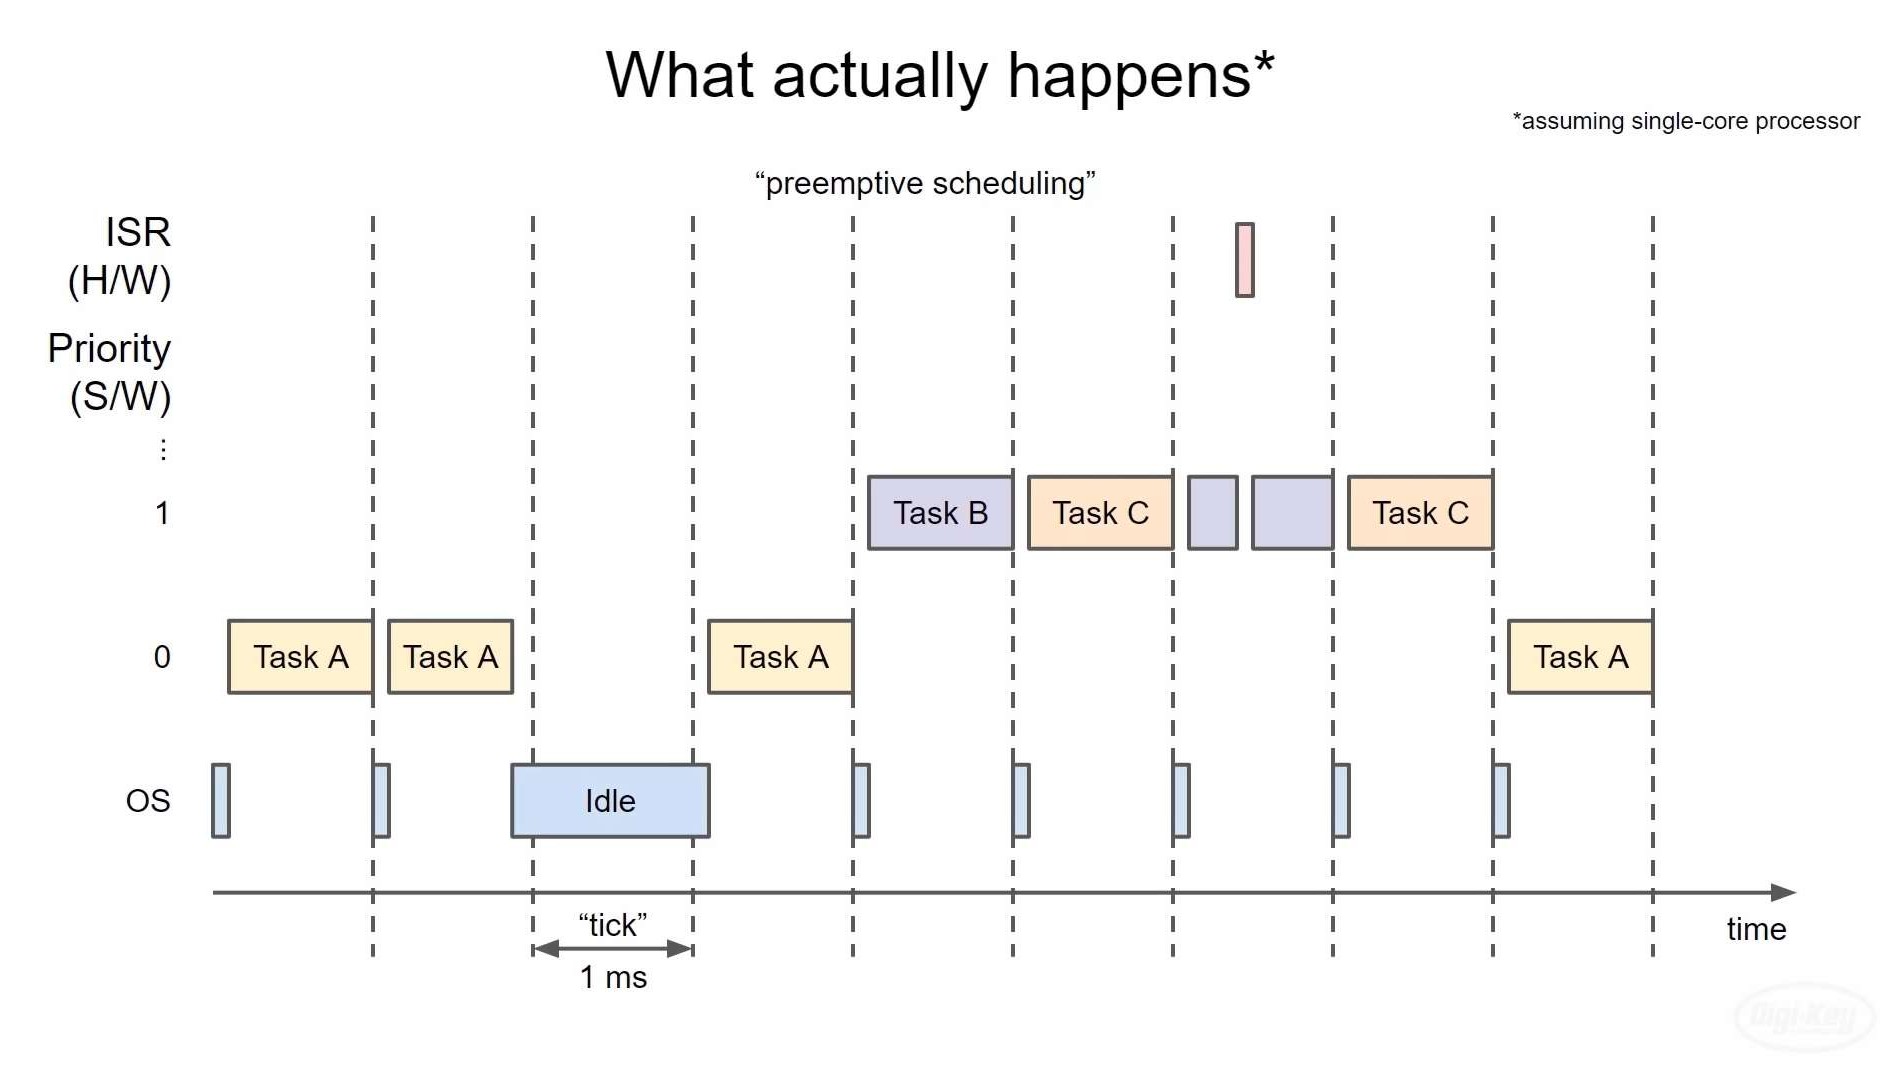 What actually happens*
*assuming single-core processor
“preemptive scheduling”
ISR
(H/W)
Priority
(S/W)
⋮
1
Task B
Task C
Task C
0
Task A
Task A
Task A
Task A
OS
Idle
“tick”
time
1 ms
Digi-Key